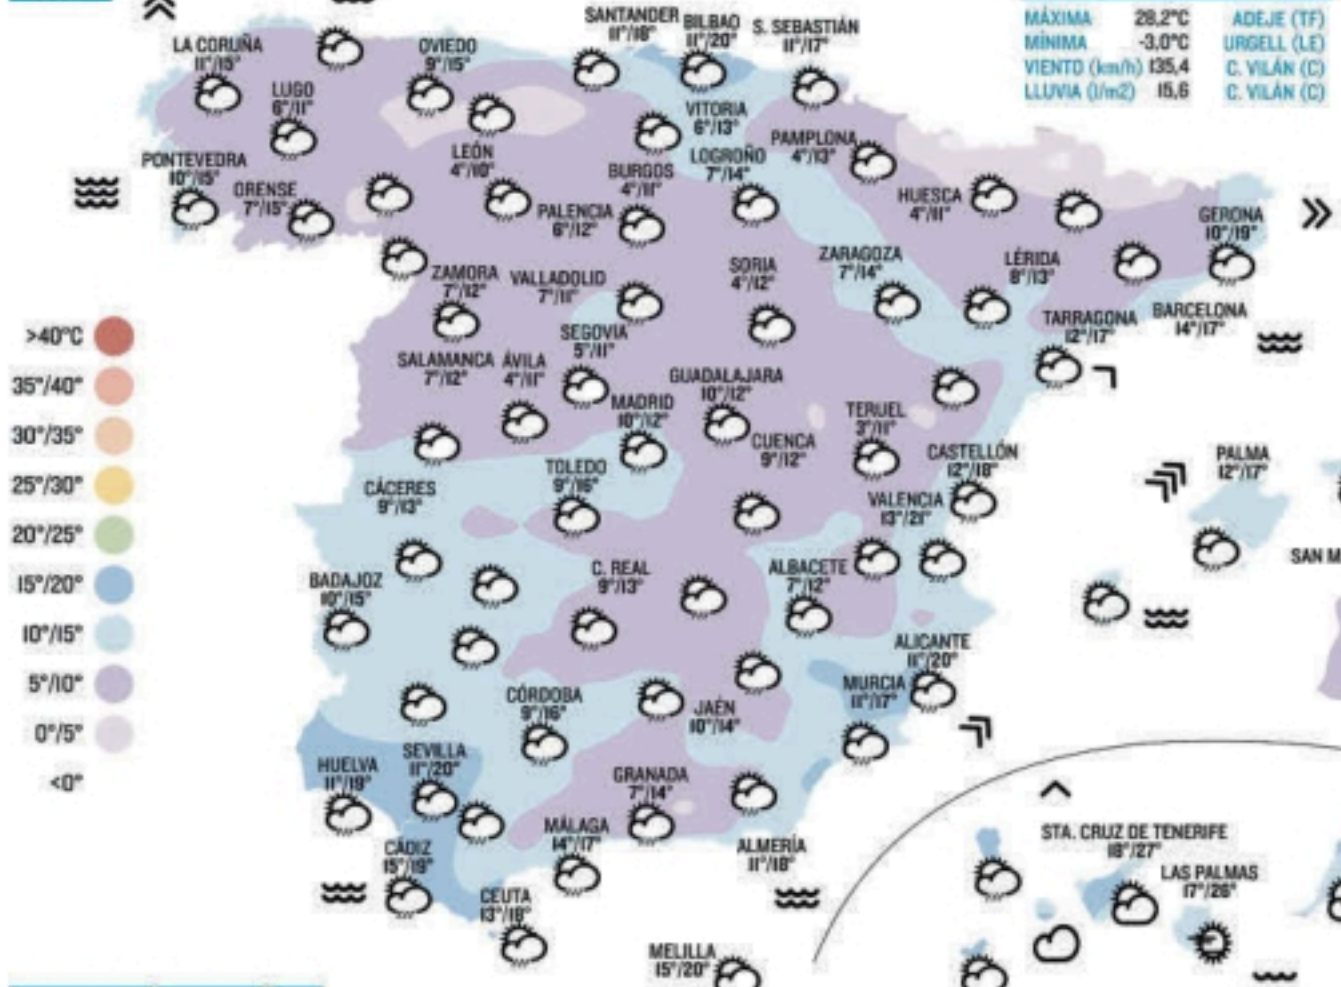 MÁXIMA 28,2°C ADEJE (TF)
MÍNIMA -3.0°C URGELL (LE)
VIENTO (km/h) 135,4 C. VILÁN (C)
LLUVIA (l/m2) 15,6 C. VILÁN (C)
SANTANDER
11°/18°
BILBAO
11°/20°
S. SEBASTIÁN
11°/17°
LA CORUÑA
11°/15°
OVIEDO
9°/15°
LUGO
6°/11°
VITORIA
6°/13°
PAMPLONA
4°/13°
PONTEVEDRA
10°/15°
LEÓN
4°/10°
BURGOS
4°/11°
LOGROÑO
7°/14°
ORENSE
7°/15°
PALENCIA
6°/12°
HUESCA
4°/11°
GERONA
10°/19°
ZAMORA
7°/12°
VALLADOLID
7°/11°
SORIA
4°/12°
ZARAGOZA
7°/14°
LÉRIDA
8°/13°
TARRAGONA
12°/17°
BARCELONA
14°/17°
SEGOVIA
5°/11°
SALAMANCA
7°/12°
ÁVILA
4°/11°
GUADALAJARA
10°/12°
MADRID
10°/12°
TERUEL
3°/11°
CUENCA
9°/12°
CASTELLÓN
12°/18°
PALMA
12°/17°
TOLEDO
9°/16°
CÁCERES
9°/13°
VALENCIA
13°/21°
SAN M
BADAJOZ
10°/15°
C. REAL
9°/13°
ALBACETE
7°/12°
ALICANTE
11°/20°
MURCIA
11°/17°
CÓRDOBA
9°/16°
JAÉN
10°/14°
HUELVA
11°/19°
SEVILLA
11°/20°
GRANADA
7°/14°
MÁLAGA
14°/17°
ALMERÍA
11°/18°
CÁDIZ
15°/19°
CEUTA
13°/18°
MELILLA
15°/20°
STA. CRUZ DE TENERIFE
18°/27°
LAS PALMAS
17°/26°
>40°C
35°/40°
30°/35°
25°/30°
20°/25°
15°/20°
10°/15°
5°/10°
0°/5°
<0°